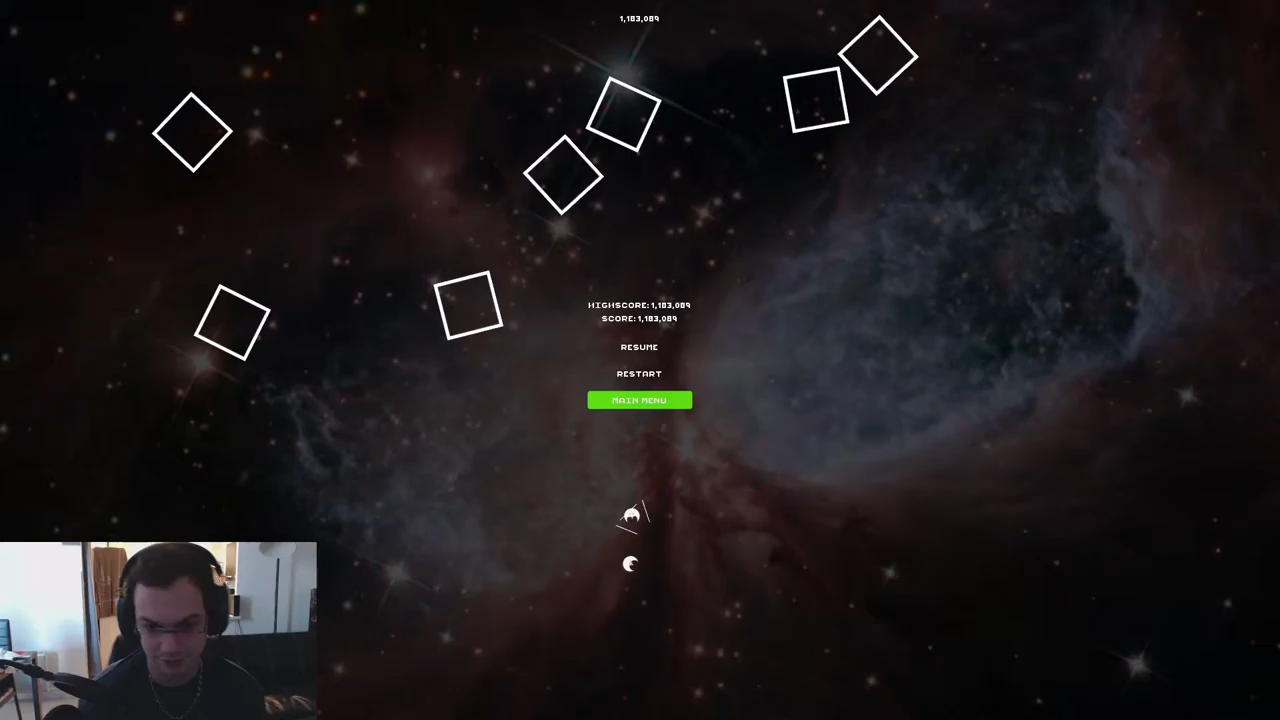 1,183,089
HIGHSCORE: 1,183,089
SCORE: 1,183,089
RESUME
RESTART
MAIN MENU